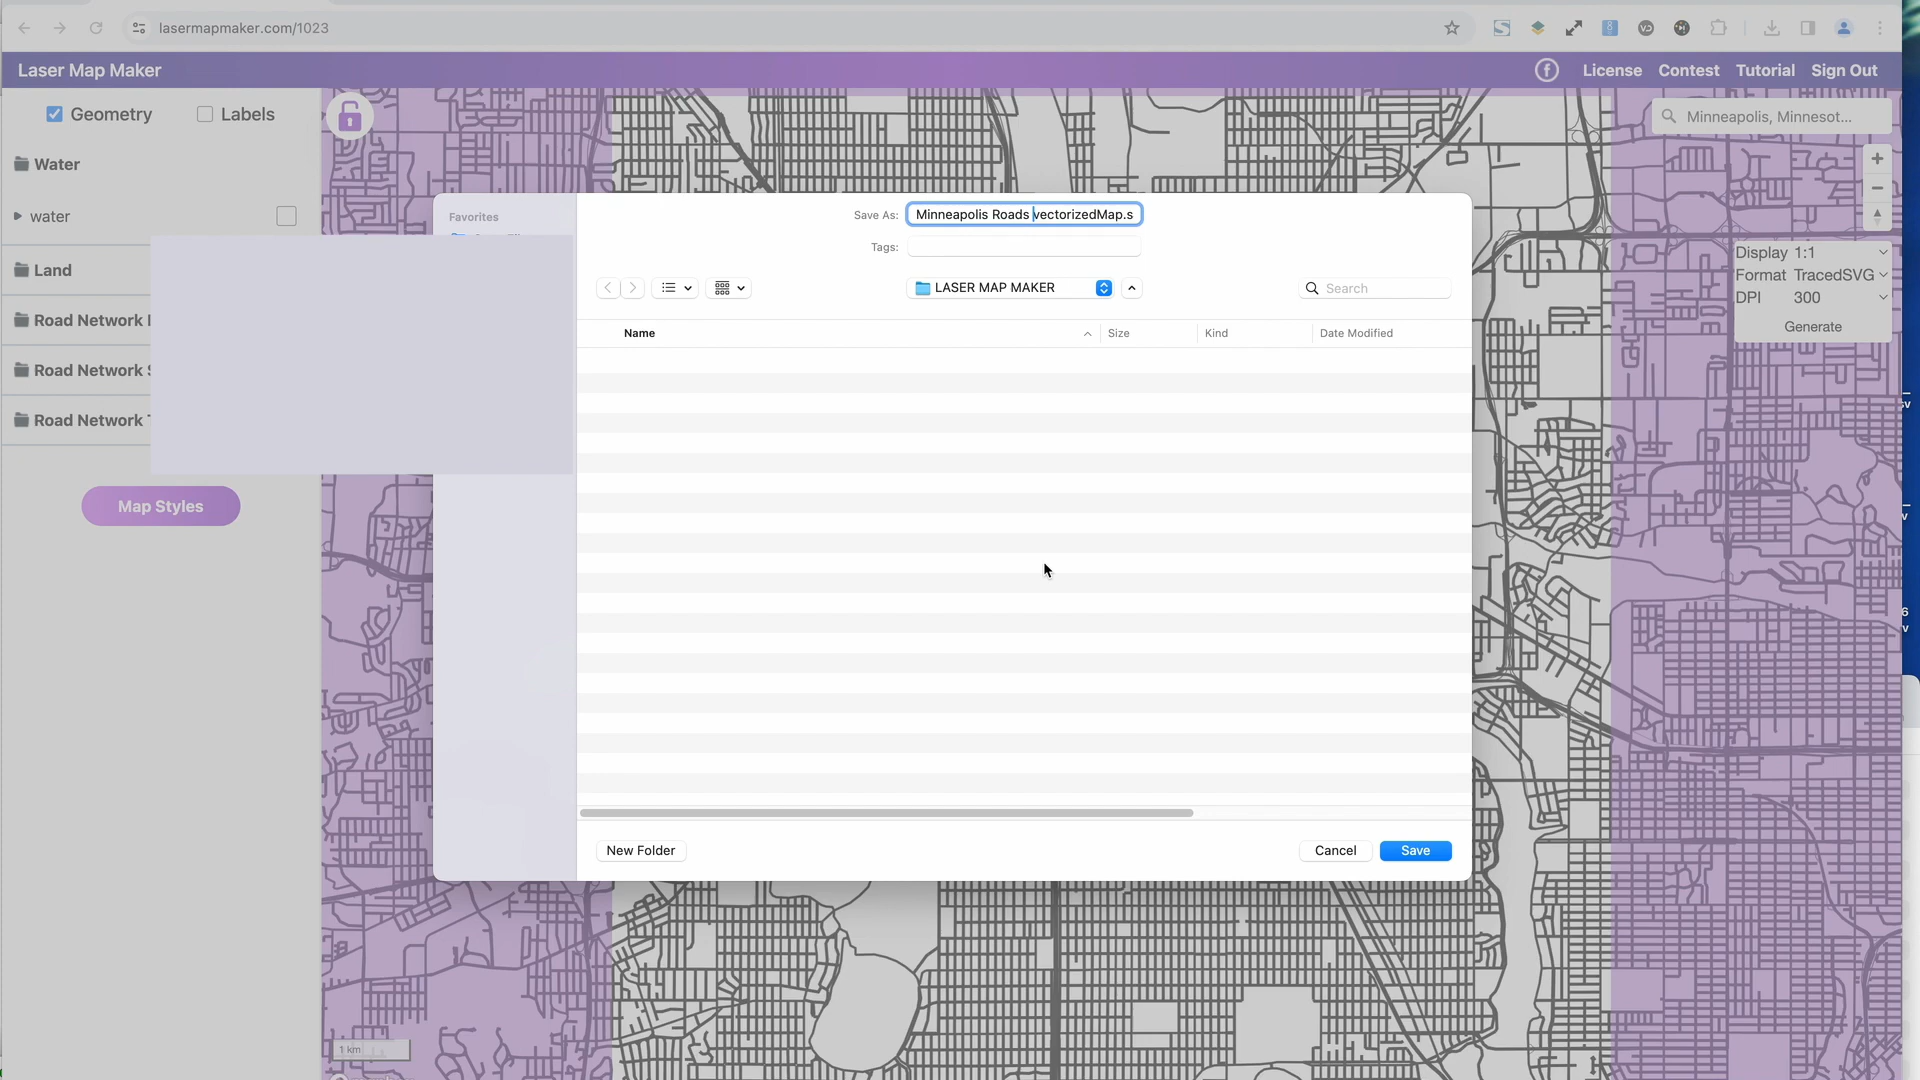 lasermapmaker.com/1023
Laser Map Maker
License
Contest
Tutorial
Sign Out
Geometry
Labels
Water
water
Land
Road Network
Road Network
Road Network
Map Styles
Minneapolis, Minnesot...
Display 1:1
Format TracedSVG
DPI 300
Generate
Favorites
Save As: Minneapolis Roads vectorizedMap.s
Tags:
LASER MAP MAKER
Search
Name
Size
Kind
Date Modified
New Folder
Cancel
Save
1 km